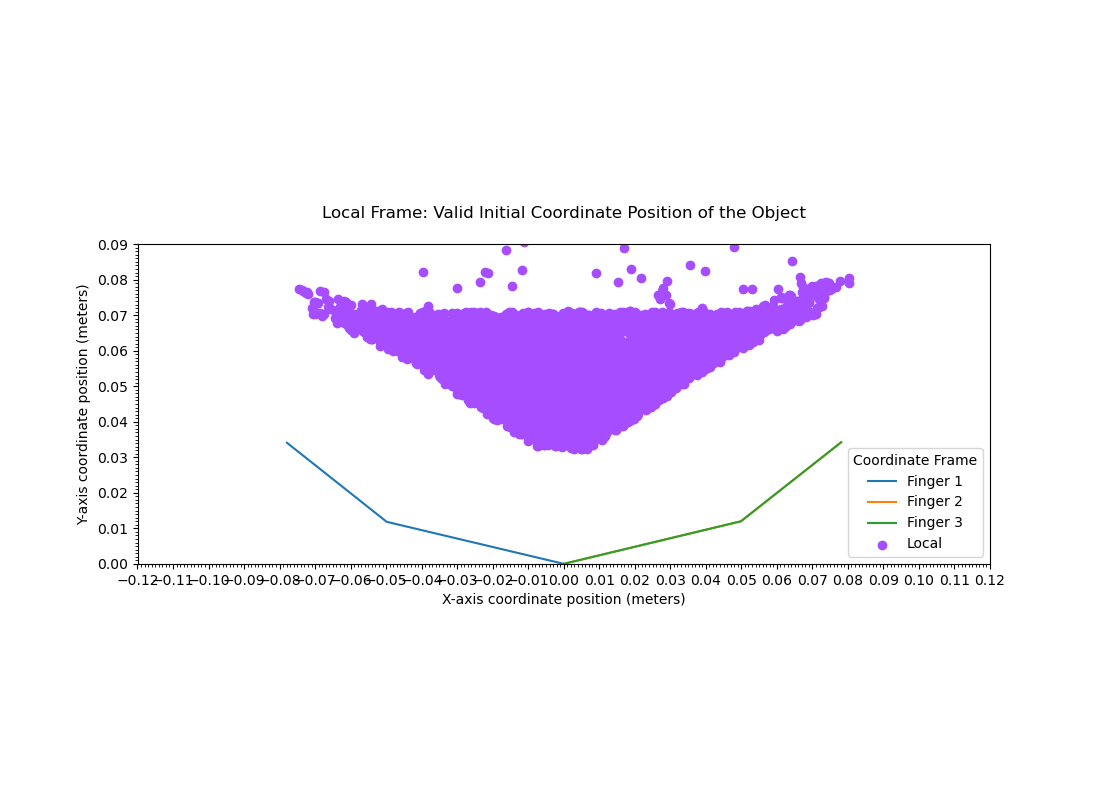 Local Frame: Valid Initial Coordinate Position of the Object
Y-axis coordinate position (meters)
0.09
0.08
0.07
0.06
0.05
0.04
0.03
0.02
0.01
0.00
Coordinate Frame
Finger 1
Finger 2
Finger 3
Local
−0.12 −0.11 −0.10 −0.09 −0.08 −0.07 −0.06 −0.05 −0.04 −0.03 −0.02 −0.01 0.00 0.01 0.02 0.03 0.04 0.05 0.06 0.07 0.08 0.09 0.10 0.11 0.12
X-axis coordinate position (meters)